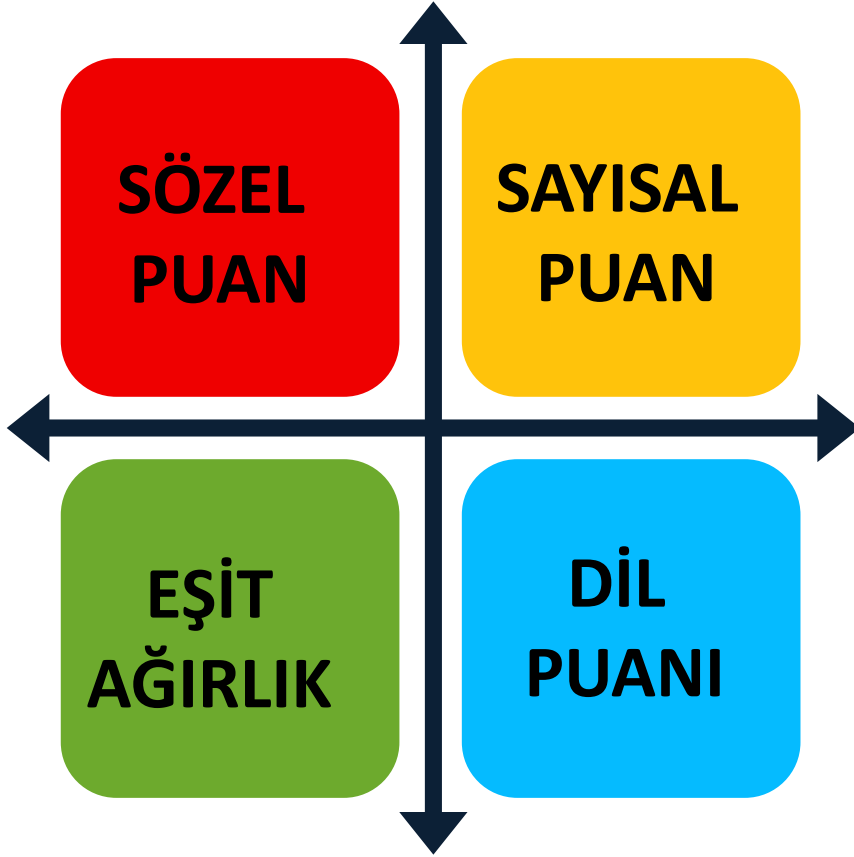 SÖZEL
PUAN
SAYISAL
PUAN
EŞİT
AĞIRLIK
DİL
PUANI